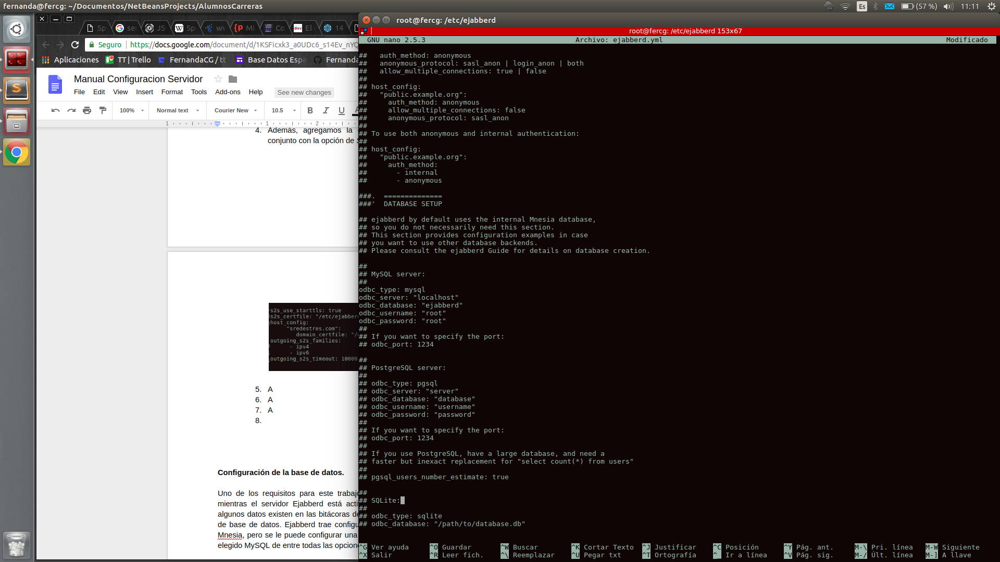 fernanda@fercg: ~/Documentos/NetBeansProjects/AlumnosCarreras
Es
(57 %)
11:11
Sp
se
JS
Sp
wv
Mi
Co
El
14
Seguro
https://docs.google.com/document/d/1KSFicxk3_a0UDc6_s14Ev_nYQ
Aplicaciones
TT | Trello
FernandaCG / tt
Base Datos Espa
Fernanda
Manual Configuracion Servidor
File Edit View Insert Format Tools Add-ons Help
See new changes
100%
Normal text
Courier New
10.5
B I U A
1 1 2
4. Además, agregamos la
conjunto con la opción de
s2s_use_starttls: true
s2s_certfile: "/etc/ejabber
host_config:
"sredestres.com":
domain_certfile: "/
outgoing_s2s_families:
- ipv4
- ipv6
outgoing_s2s_timeout: 10000
5. A
6. A
7. A
8.
Configuración de la base de datos.
Uno de los requisitos para este trabajo
mientras el servidor Ejabberd está acti
algunos datos existen en las bitácoras de
de base de datos. Ejabberd trae configu
Mnesia, pero se le puede configurar una
elegido MySQL de entre todas las opcione
root@fercg: /etc/ejabberd
root@fercg: /etc/ejabberd 153x67
GNU nano 2.5.3 Archivo: ejabberd.yml Modificado
##   auth_method: anonymous
##   anonymous_protocol: sasl_anon | login_anon | both
##   allow_multiple_connections: true | false
##
## host_config:
##   "public.example.org":
##     auth_method: anonymous
##     allow_multiple_connections: false
##     anonymous_protocol: sasl_anon
##
## To use both anonymous and internal authentication:
##
## host_config:
##   "public.example.org":
##     auth_method:
##       - internal
##       - anonymous
###.  ==============
###'  DATABASE SETUP
## ejabberd by default uses the internal Mnesia database,
## so you do not necessarily need this section.
## This section provides configuration examples in case
## you want to use other database backends.
## Please consult the ejabberd Guide for details on database creation.
##
## MySQL server:
##
odbc_type: mysql
odbc_server: "localhost"
odbc_database: "ejabberd"
odbc_username: "root"
odbc_password: "root"
##
## If you want to specify the port:
## odbc_port: 1234
##
## PostgreSQL server:
##
## odbc_type: pgsql
## odbc_server: "server"
## odbc_database: "database"
## odbc_username: "username"
## odbc_password: "password"
##
## If you want to specify the port:
## odbc_port: 1234
##
## If you use PostgreSQL, have a large database, and need a
## faster but inexact replacement for "select count(*) from users"
##
## pgsql_users_number_estimate: true
##
## SQLite:
##
## odbc_type: sqlite
## odbc_database: "/path/to/database.db"
^G Ver ayuda ^O Guardar ^W Buscar ^K Cortar Texto ^J Justificar ^C Posición ^Y Pág. ant. M-\ Pri. línea M-W Siguiente
^X Salir ^R Leer fich. ^\ Reemplazar ^U Pegar txt ^T Ortografía ^_ Ir a línea ^V Pág. sig. M-/ Últ. línea M-] A llave